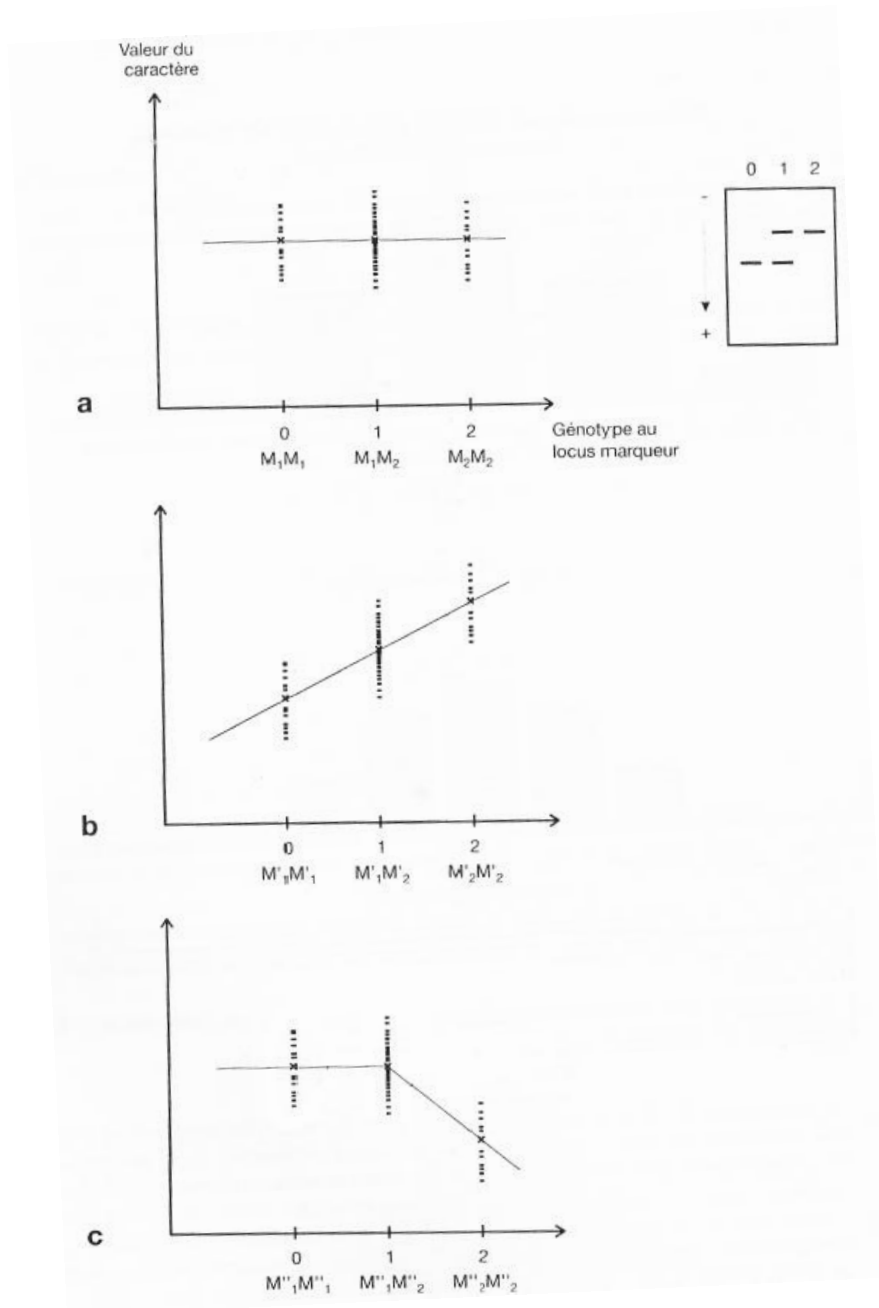 Valeur du
caractère
0 1 2
-
+
a
0 1 2
M₁M₁ M₁M₂ M₂M₂
Génotype au
locus marqueur
b
0 1 2
M'₁M'₁ M'₁M'₂ M'₂M'₂
c
0 1 2
M''₁M''₁ M''₁M''₂ M''₂M''₂